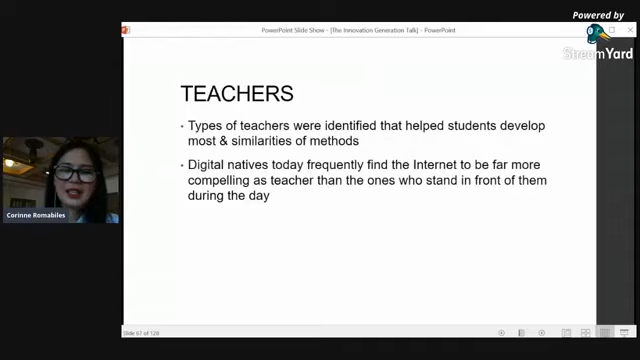 Powered by
StreamYard
PowerPoint Slide Show - [The Innovation Generation Talk] - PowerPoint
TEACHERS
• Types of teachers were identified that helped students develop
most & similarities of methods
• Digital natives today frequently find the Internet to be far more
compelling as teacher than the ones who stand in front of them
during the day
Corinne Romabiles
Slide 67 of 128